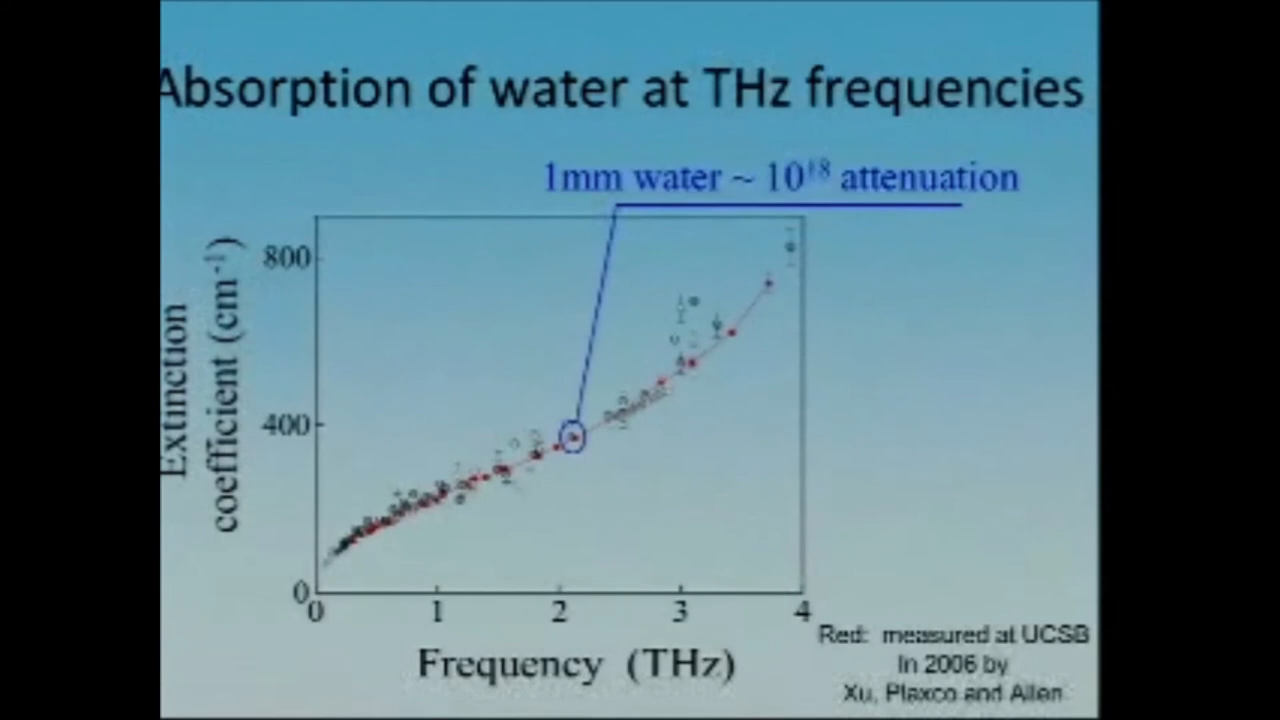 Absorption of water at THz frequencies
1mm water ~ 10¹⁸ attenuation
Extinction
coefficient (cm⁻¹)
800
400
0
0 1 2 3 4
Frequency (THz)
Red: measured at UCSB
In 2006 by
Xu, Plaxco and Allen